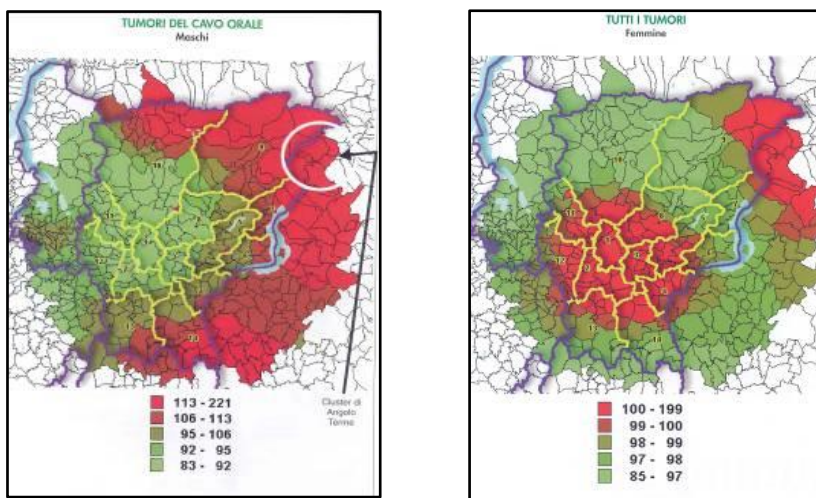 TUMORI DEL CAVO ORALE
Maschi
Cluster di
Angolo
Terme
113 - 221
106 - 113
95 - 106
92 - 95
83 - 92
TUTTI I TUMORI
Femmine
100 - 199
99 - 100
98 - 99
97 - 98
85 - 97